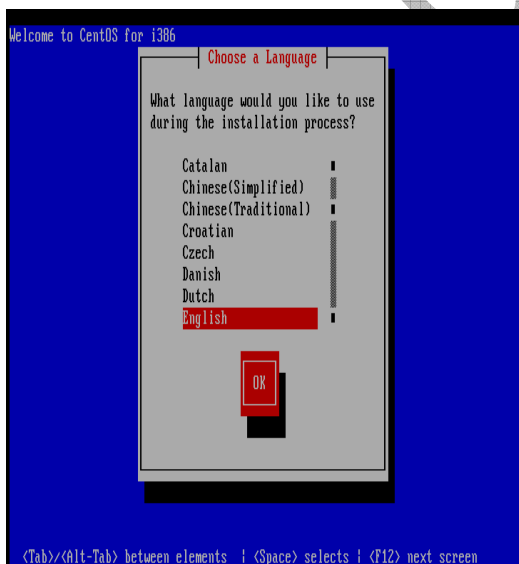 Welcome to CentOS for i386
Choose a Language
What language would you like to use
during the installation process?
Catalan
Chinese(Simplified)
Chinese(Traditional)
Croatian
Czech
Danish
Dutch
English
OK
<Tab>/<Alt-Tab> between elements | <Space> selects | <F12> next screen